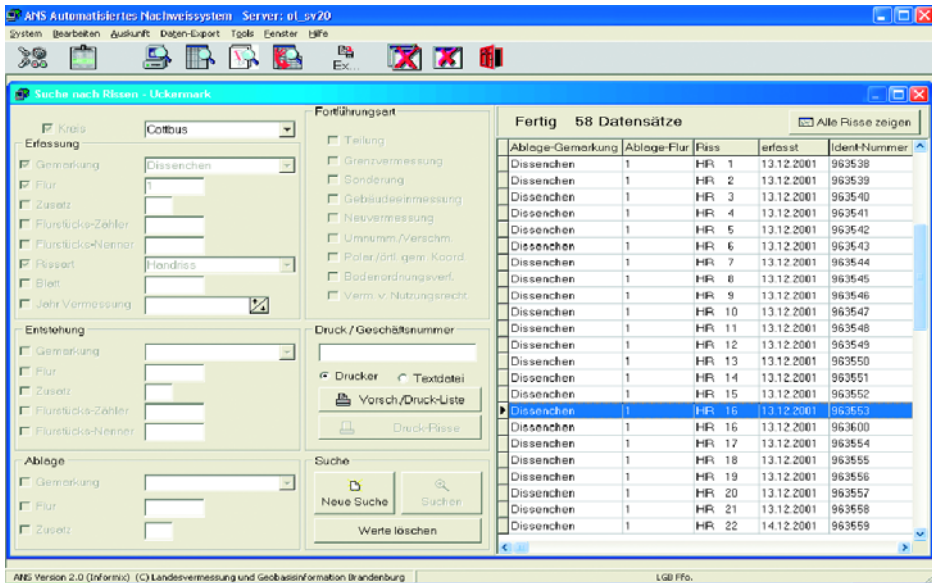 ANS Automatisiertes Nachweissystem Server: ol_sv20
System Bearbeiten Auskunft Daten-Export Tools Fenster Hilfe
Ex...
Suche nach Rissen - Uckermark
Kreis Cottbus
Erfassung
Gemarkung Dissenchen
Flur 1
Zusatz
Flurstücks-Zähler
Flurstücks-Nenner
Rissart Handriss
Blatt
Jahr Vermessung
Entstehung
Gemarkung
Flur
Zusatz
Flurstücks-Zähler
Flurstücks-Nenner
Ablage
Gemarkung
Flur
Zusatz
Fortführungsart
Teilung
Grenzvermessung
Sonderung
Gebäudeeinmessung
Neuvermessung
Umnumm./Verschm.
Polar./örtl. gem. Koord.
Bodenordnungsverf.
Verm. v. Nutzungsrecht.
Druck / Geschäftsnummer
Drucker Textdatei
Vorsch./Druck-Liste
Druck-Risse
Suche
Neue Suche Suchen
Werte löschen
Fertig 58 Datensätze Alle Risse zeigen
Ablage-Gemarkung Ablage-Flur Riss erfasst Ident-Nummer
Dissenchen 1 HR 1 13.12.2001 963538
Dissenchen 1 HR 2 13.12.2001 963539
Dissenchen 1 HR 3 13.12.2001 963540
Dissenchen 1 HR 4 13.12.2001 963541
Dissenchen 1 HR 5 13.12.2001 963542
Dissenchen 1 HR 6 13.12.2001 963543
Dissenchen 1 HR 7 13.12.2001 963544
Dissenchen 1 HR 8 13.12.2001 963545
Dissenchen 1 HR 9 13.12.2001 963546
Dissenchen 1 HR 10 13.12.2001 963547
Dissenchen 1 HR 11 13.12.2001 963548
Dissenchen 1 HR 12 13.12.2001 963549
Dissenchen 1 HR 13 13.12.2001 963550
Dissenchen 1 HR 14 13.12.2001 963551
Dissenchen 1 HR 15 13.12.2001 963552
Dissenchen 1 HR 16 13.12.2001 963553
Dissenchen 1 HR 16 13.12.2001 963600
Dissenchen 1 HR 17 13.12.2001 963554
Dissenchen 1 HR 18 13.12.2001 963555
Dissenchen 1 HR 19 13.12.2001 963556
Dissenchen 1 HR 20 13.12.2001 963557
Dissenchen 1 HR 21 13.12.2001 963558
Dissenchen 1 HR 22 14.12.2001 963559
ANS Version 2.0 (Informix) (C) Landesvermessung und Geobasisinformation Brandenburg LGB FFo.